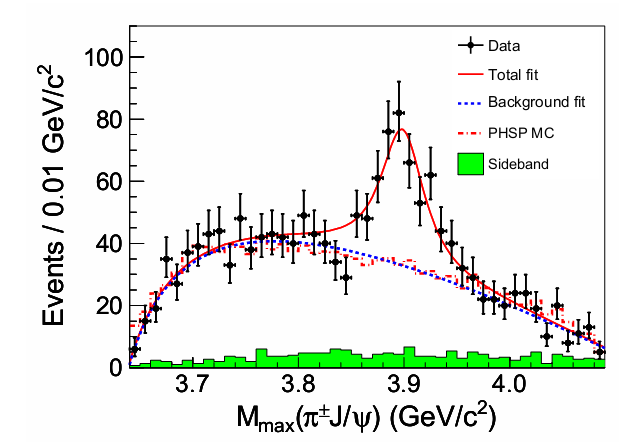 Events / 0.01 GeV/c²
100
80
60
40
20
0
Data
Total fit
Background fit
PHSP MC
Sideband
3.7 3.8 3.9 4.0
M_max(π±J/ψ) (GeV/c²)